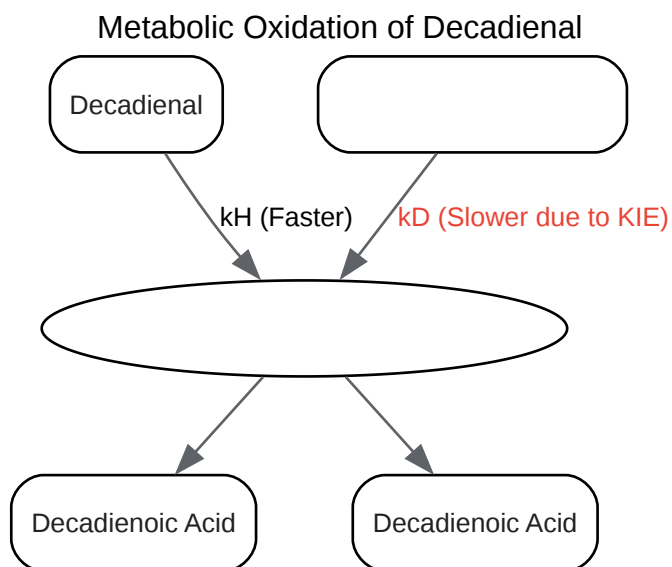 Metabolic Oxidation of Decadienal
Decadienal
kH (Faster)
kD (Slower due to KIE)
Decadienoic Acid
Decadienoic Acid